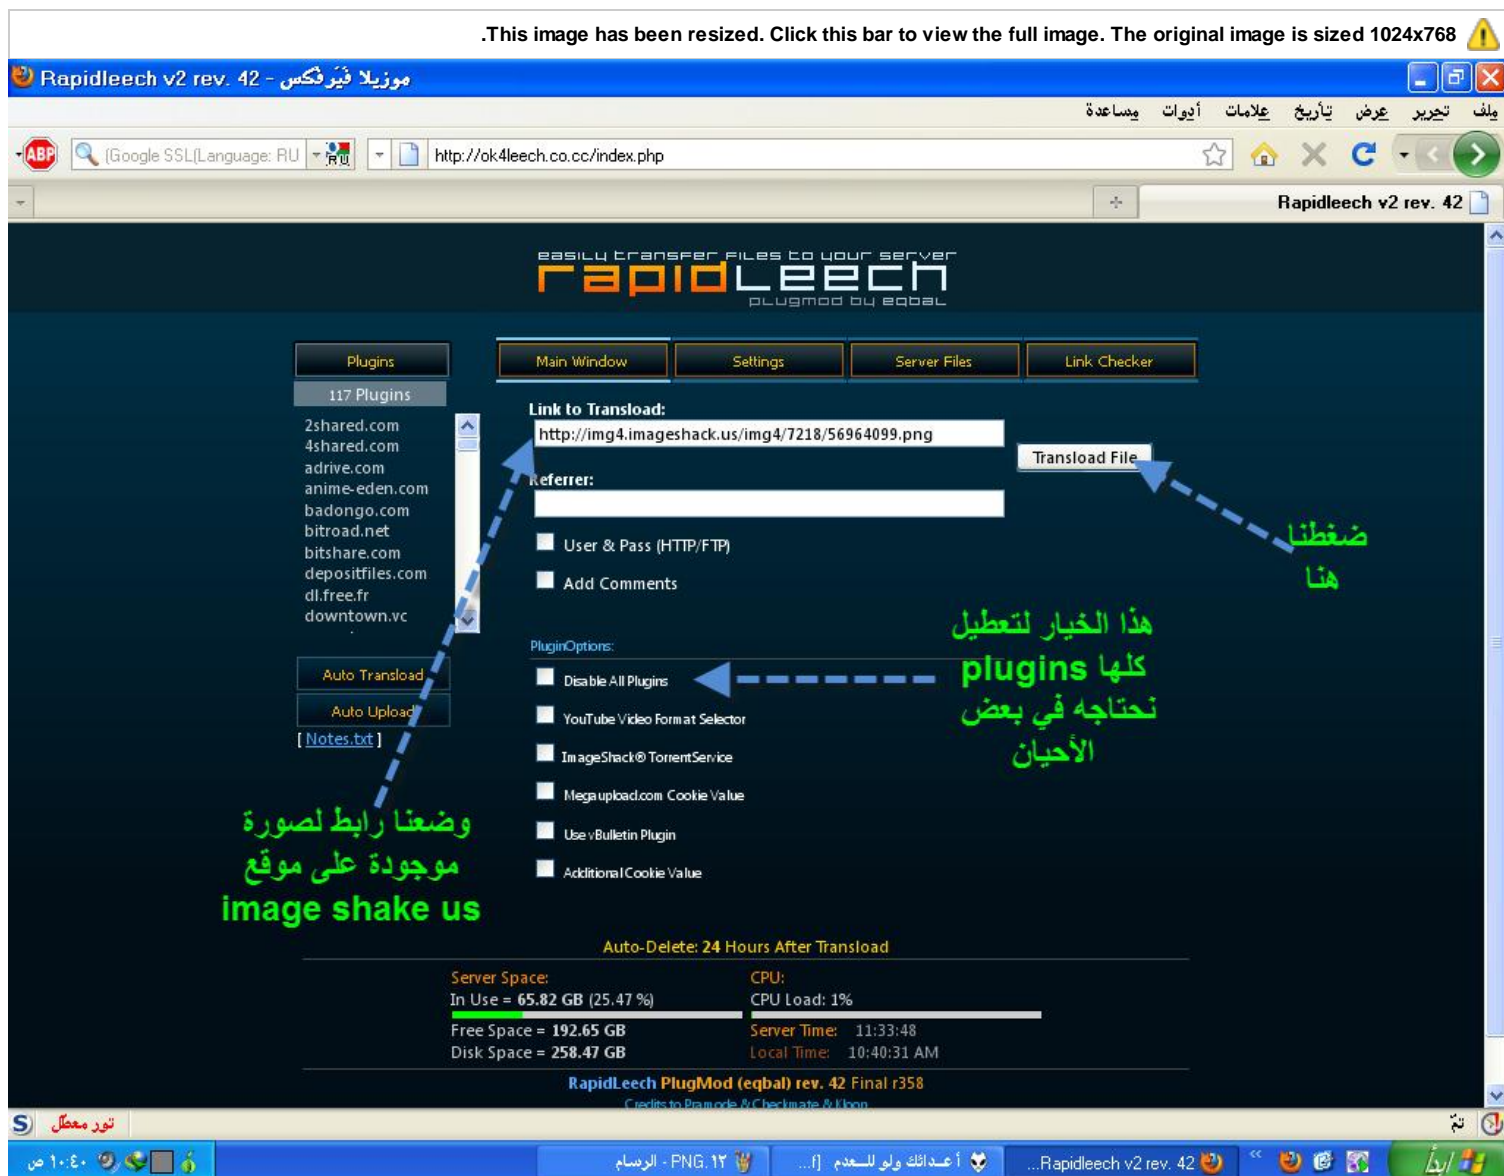 .This image has been resized. Click this bar to view the full image. The original image is sized 1024x768
Rapidleech v2 rev. 42 - موزيلا فَيَرفُكس
ملف تحرير عرض تأريخ علامات أدوات مساعدة
ABP
(Google SSL(Language: RU
RU
http://ok4leech.co.cc/index.php
Rapidleech v2 rev. 42
easily transfer files to your server
rapidleech
plugmod by eqbal
Plugins
Main Window
Settings
Server Files
Link Checker
117 Plugins
2shared.com
4shared.com
adrive.com
anime-eden.com
badongo.com
bitroad.net
bitshare.com
depositfiles.com
dl.free.fr
downtown.vc
Auto Transload
Auto Upload
[ Notes.txt ]
Link to Transload:
http://img4.imageshack.us/img4/7218/56964099.png
Transload File
Referrer:
User & Pass (HTTP/FTP)
Add Comments
ضغطنا
هنا
PluginOptions:
Disable All Plugins
YouTube Video Format Selector
ImageShack® TorrentService
Megaupload.com Cookie Value
Use vBulletin Plugin
Additional Cookie Value
هذا الخيار لتعطيل
plugins كلها
نحتاجه في بعض
الأحيان
وضعنا رابط لصورة
موجودة على موقع
image shake us
Auto-Delete: 24 Hours After Transload
Server Space:
In Use = 65.82 GB (25.47 %)
Free Space = 192.65 GB
Disk Space = 258.47 GB
CPU:
CPU Load: 1%
Server Time: 11:33:48
Local Time: 10:40:31 AM
RapidLeech PlugMod (eqbal) rev. 42 Final r358
Credits to Pramode & Checkmate & Kloon
تمّ
تور معطّل
ابدأ
Rapidleech v2 rev. 42...
أعدائك ولو للعدم [f...
PNG.١٢ - الرسام
١٠:٤٠ ص